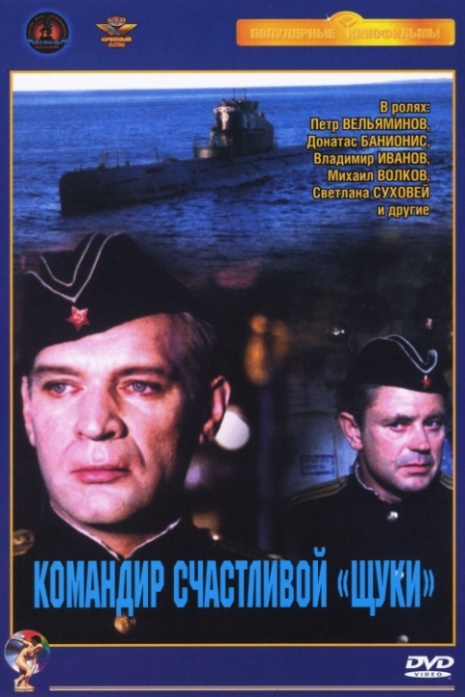 ПОПУЛЯРНЫЕ КИНОФИЛЬМЫ
В ролях:
Петр ВЕЛЬЯМИНОВ,
Донатас БАНИОНИС,
Владимир ИВАНОВ,
Михаил ВОЛКОВ,
Светлана СУХОВЕЙ
и другие
КОМАНДИР СЧАСТЛИВОЙ «ЩУКИ»
DVD
VIDEO